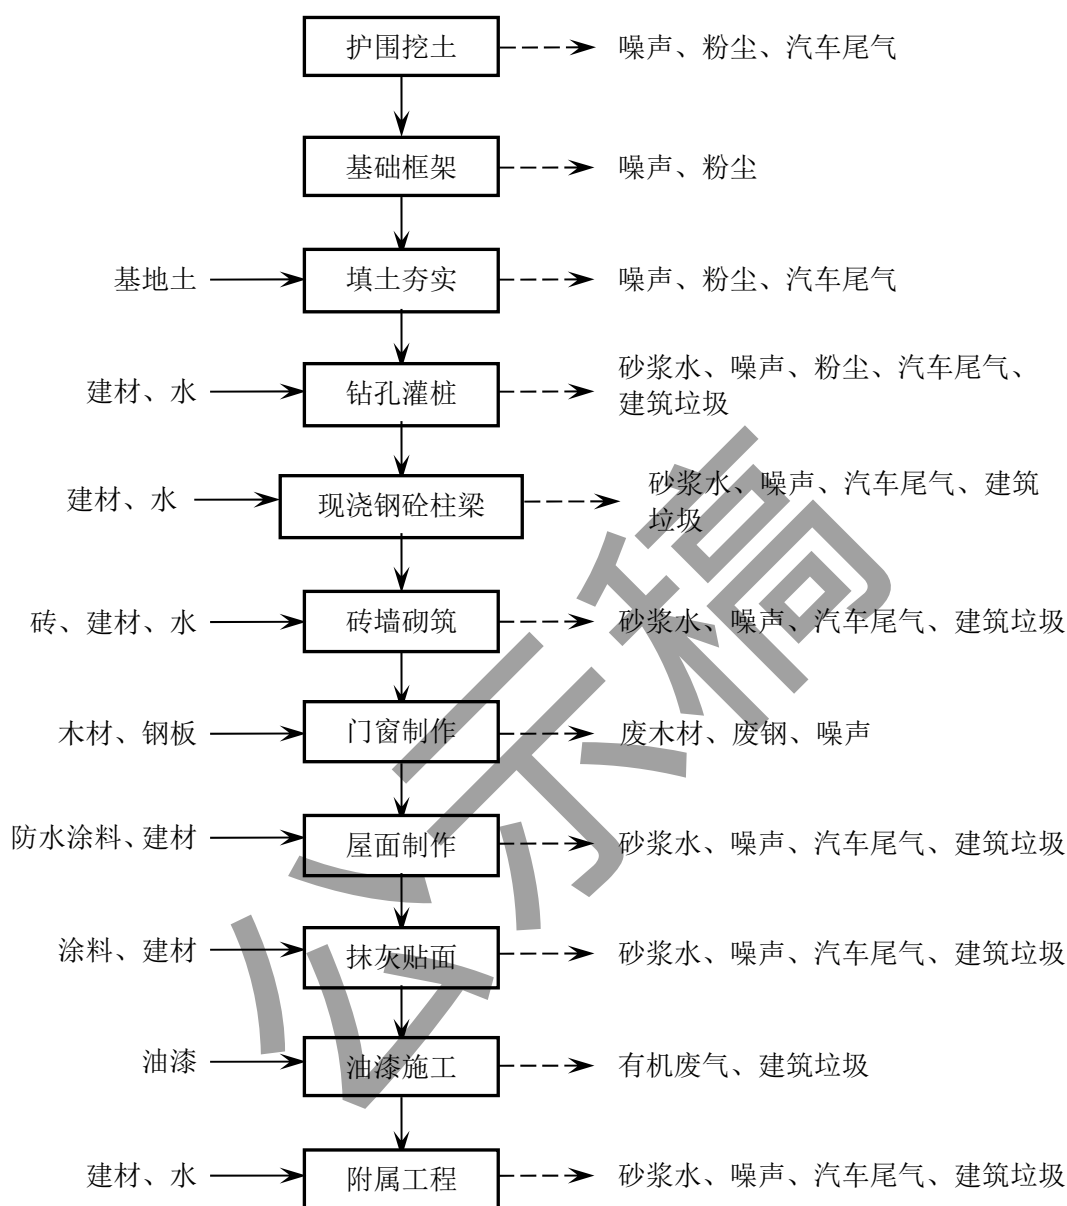 护围挖土 噪声、粉尘、汽车尾气
基础框架 噪声、粉尘
基地土 填土夯实 噪声、粉尘、汽车尾气
建材、水 钻孔灌桩 砂浆水、噪声、粉尘、汽车尾气、
建筑垃圾
建材、水 现浇钢砼柱梁 砂浆水、噪声、汽车尾气、建筑
垃圾
砖、建材、水 砖墙砌筑 砂浆水、噪声、汽车尾气、建筑垃圾
木材、钢板 门窗制作 废木材、废钢、噪声
防水涂料、建材 屋面制作 砂浆水、噪声、汽车尾气、建筑垃圾
涂料、建材 抹灰贴面 砂浆水、噪声、汽车尾气、建筑垃圾
油漆 油漆施工 有机废气、建筑垃圾
建材、水 附属工程 砂浆水、噪声、汽车尾气、建筑垃圾
公示稿